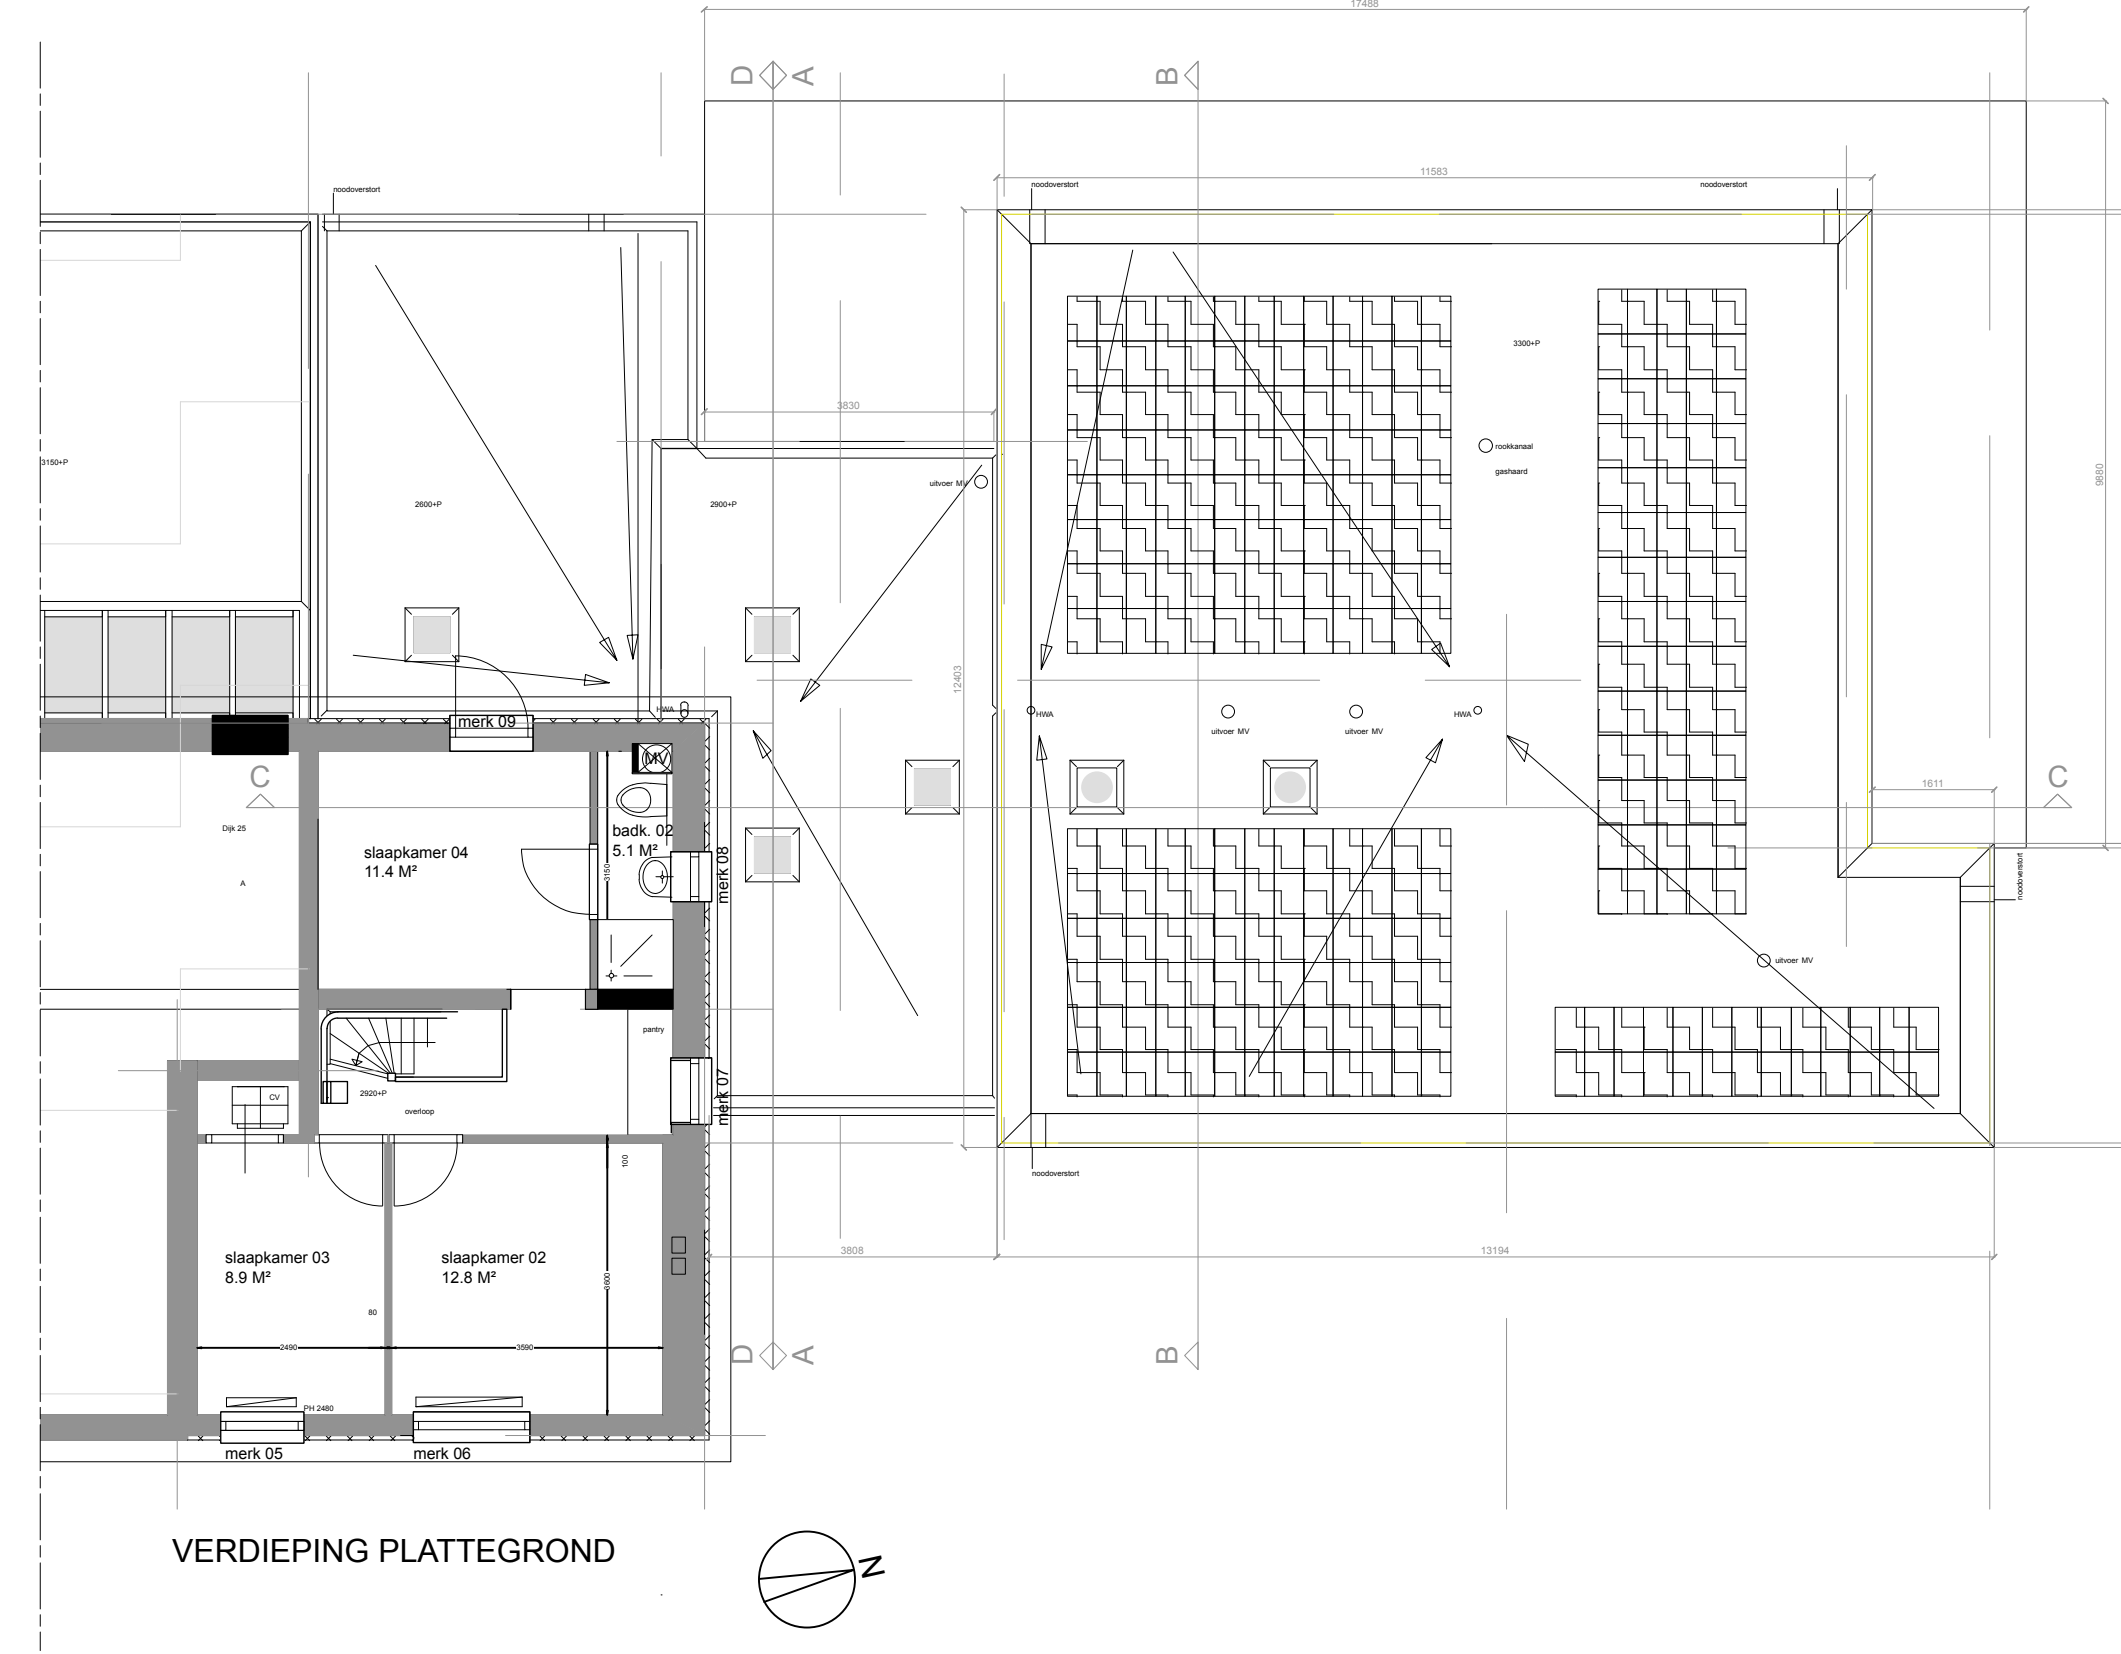 17488
D
A
B
11583
noodoverstort
noodoverstort
noodoverstort
3300+P
3830
rookkanaal
gashaard
3150+P
2600+P
2900+P
uitvoer MV
9880
12403
HWA
HWA
HWA
uitvoer MV
uitvoer MV
merk 09
MV
C
C
1611
Dijk 25
A
badk. 02
5.1 M²
3150
merk 08
slaapkamer 04
11.4 M²
noodoverstort
uitvoer MV
pantry
merk 07
CV
2920+P
overloop
100
noodoverstort
slaapkamer 03
8.9 M²
slaapkamer 02
12.8 M²
3808
13194
3600
80
2490
3590
D
A
B
PH 2480
merk 05
merk 06
VERDIEPING PLATTEGROND
N